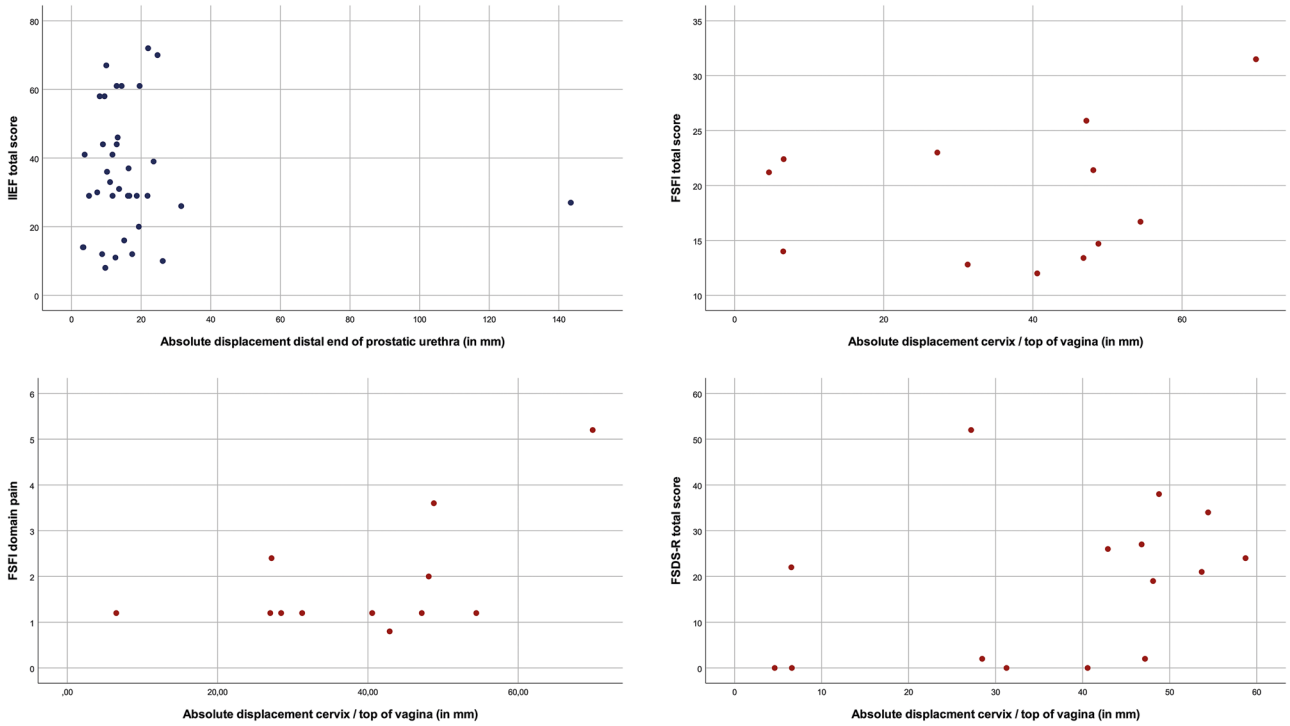 IIEF total score
80
60
40
20
0
0 20 40 60 80 100 120 140
Absolute displacement distal end of prostatic urethra (in mm)
FSFI total score
35
30
25
20
15
10
0 20 40 60
Absolute displacement cervix / top of vagina (in mm)
FSFI domain pain
6
5
4
3
2
1
0
,00 20,00 40,00 60,00
Absolute displacement cervix / top of vagina (in mm)
FSDS-R total score
60
50
40
30
20
10
0
0 10 20 30 40 50 60
Absolute displacement cervix / top of vagina (in mm)